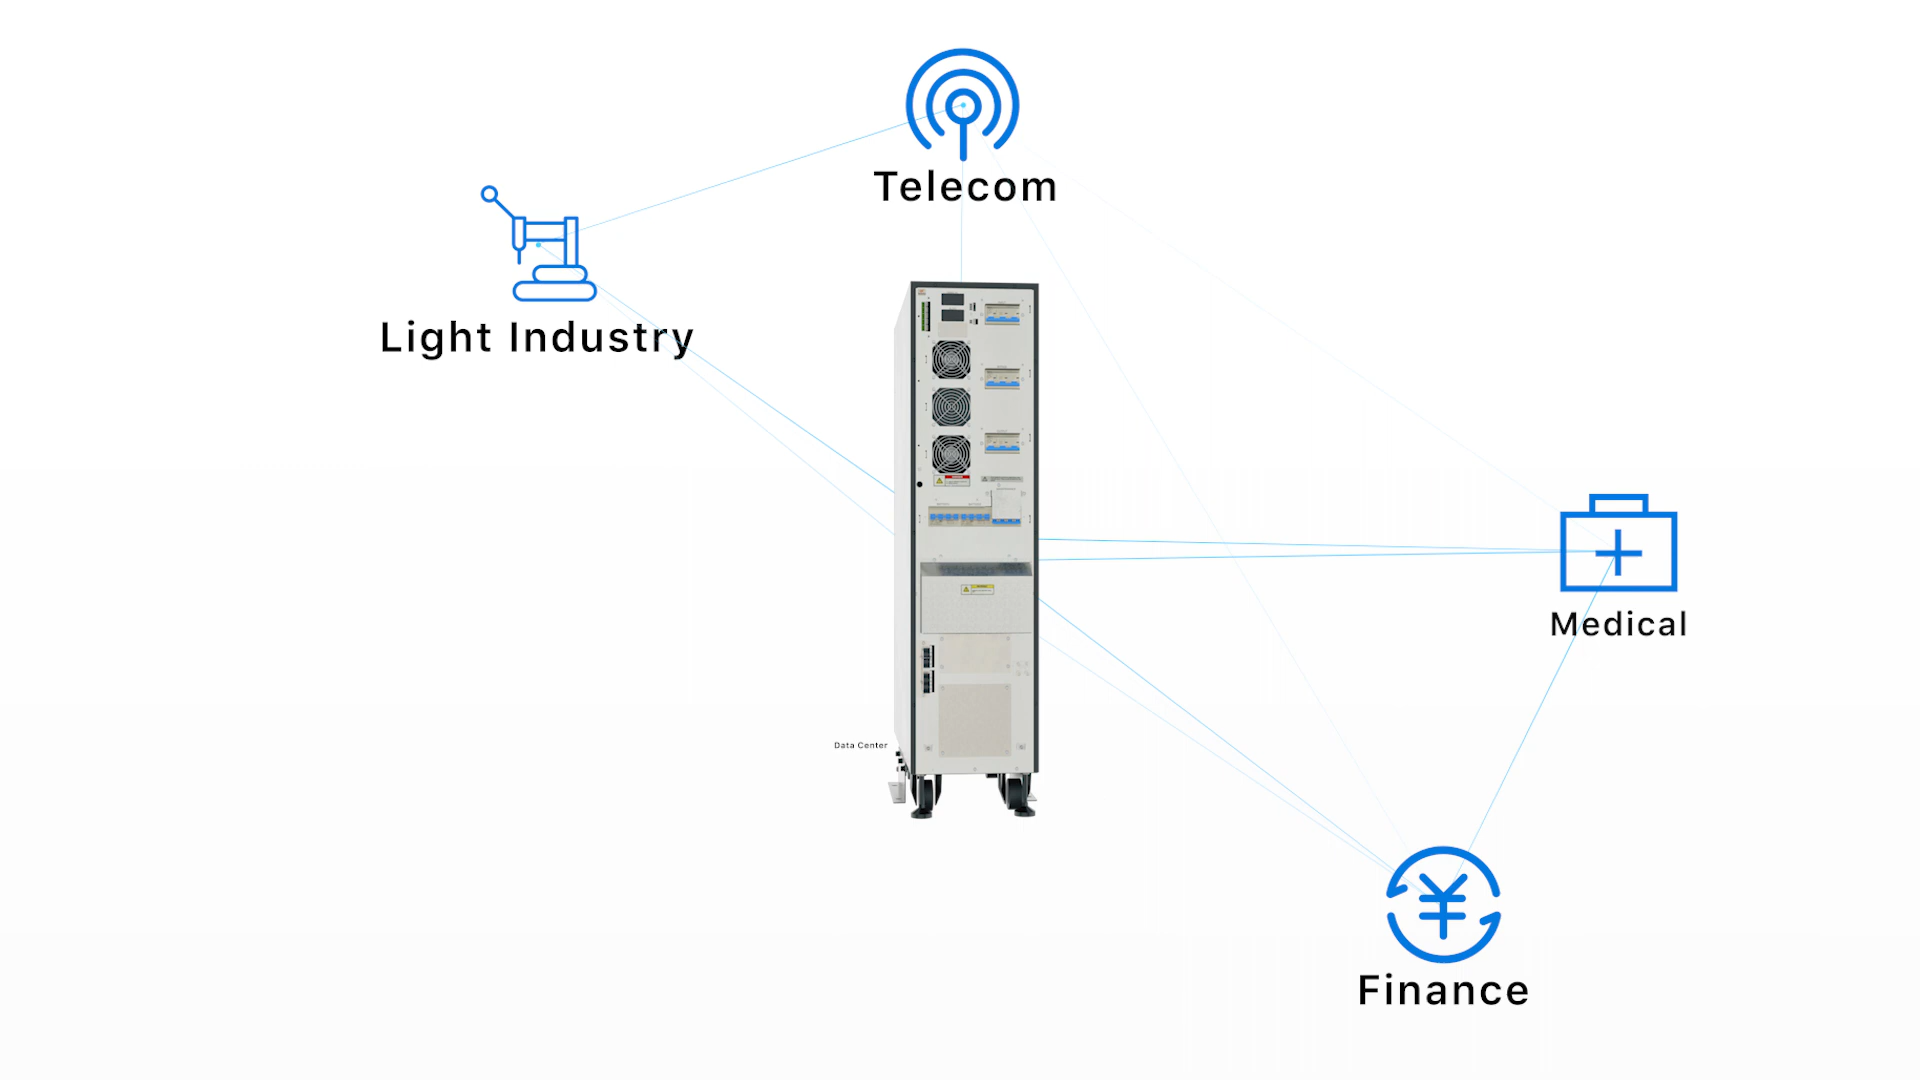 Telecom
Light Industry
Medical
Data Center
Finance